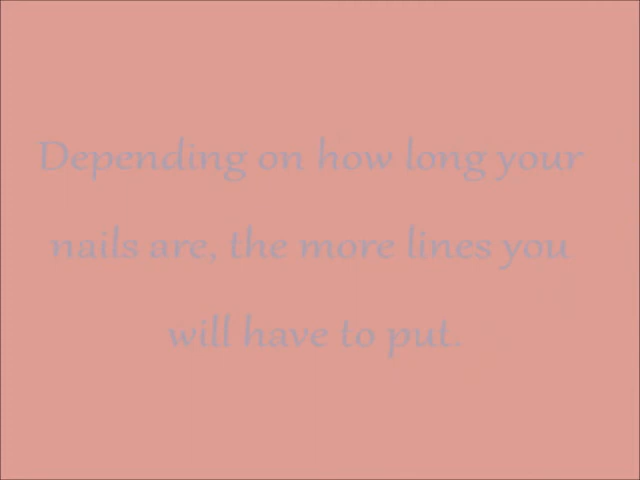 Depending on how long your
nails are, the more lines you
will have to put.